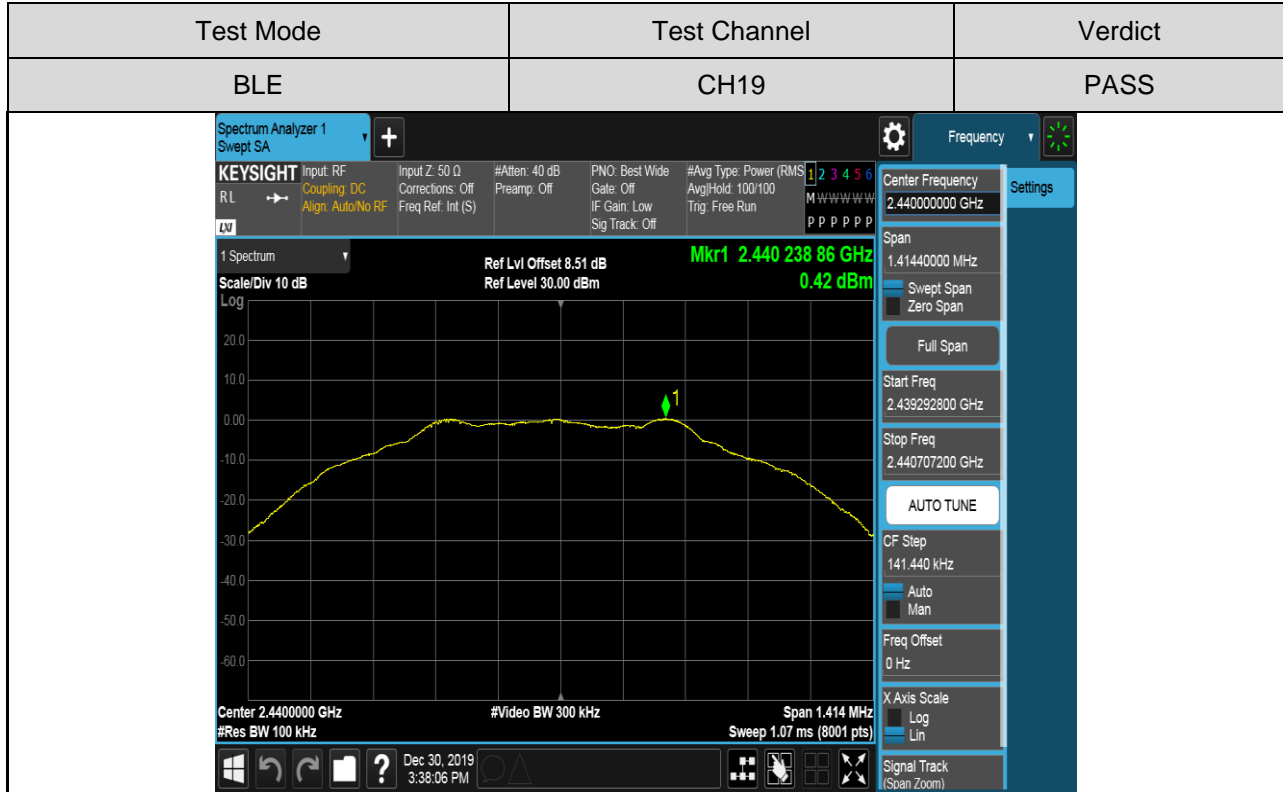 Test Mode Test Channel Verdict
BLE CH19 PASS
Spectrum Analyzer 1
Swept SA
+
Frequency
KEYSIGHT
RL
LXI
Input: RF
Coupling: DC
Align: Auto/No RF
Input Z: 50 Ω
Corrections: Off
Freq Ref: Int (S)
#Atten: 40 dB
Preamp: Off
PNO: Best Wide
Gate: Off
IF Gain: Low
Sig Track: Off
#Avg Type: Power (RMS
Avg|Hold: 100/100
Trig: Free Run
1 2 3 4 5 6
M W W W W W
P P P P P P
Settings
1 Spectrum
Scale/Div 10 dB
Log
Ref Lvl Offset 8.51 dB
Ref Level 30.00 dBm
Mkr1 2.440 238 86 GHz
0.42 dBm
1
20.0
10.0
0.00
-10.0
-20.0
-30.0
-40.0
-50.0
-60.0
Center 2.4400000 GHz
#Res BW 100 kHz
#Video BW 300 kHz
Span 1.414 MHz
Sweep 1.07 ms (8001 pts)
Center Frequency
2.440000000 GHz
Span
1.41440000 MHz
Swept Span
Zero Span
Full Span
Start Freq
2.439292800 GHz
Stop Freq
2.440707200 GHz
AUTO TUNE
CF Step
141.440 kHz
Auto
Man
Freq Offset
0 Hz
X Axis Scale
Log
Lin
Signal Track
(Span Zoom)
?
Dec 30, 2019
3:38:06 PM